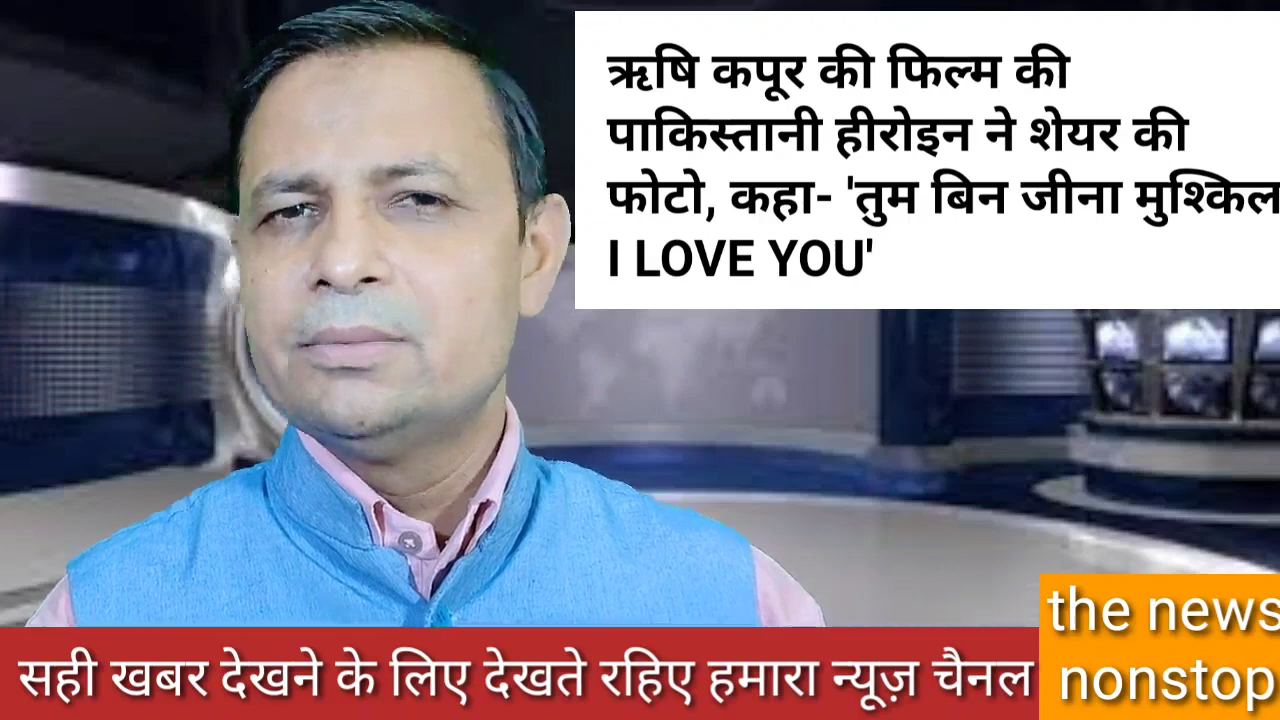 ऋषि कपूर की फिल्म की
पाकिस्तानी हीरोइन ने शेयर की
फोटो, कहा- 'तुम बिन जीना मुश्किल
I LOVE YOU'
सही खबर देखने के लिए देखते रहिए हमारा न्यूज़ चैनल
the news
nonstop